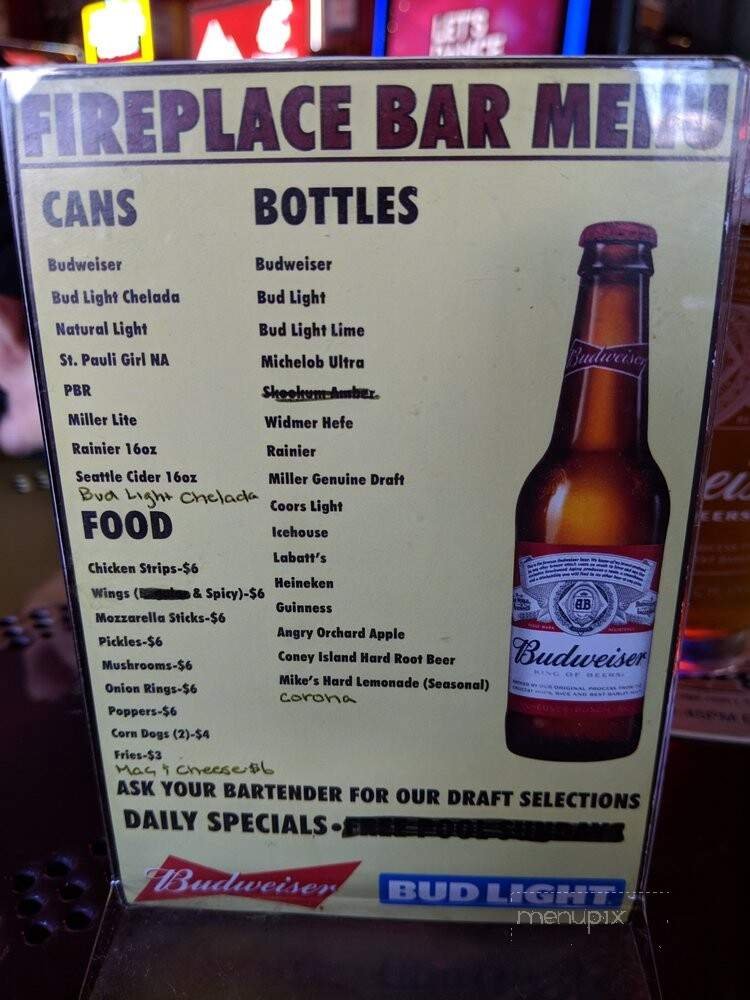 LET'S
DANCE
FIREPLACE BAR MENU
CANS
Budweiser
Bud Light Chelada
Natural Light
St. Pauli Girl NA
PBR
Miller Lite
Rainier 16oz
Seattle Cider 16oz
Bud Light Chelada
FOOD
Chicken Strips-$6
Wings ( & Spicy)-$6
Mozzarella Sticks-$6
Pickles-$6
Mushrooms-$6
Onion Rings-$6
Poppers-$6
Corn Dogs (2)-$4
Fries-$3
Mac & Cheese $6
BOTTLES
Budweiser
Bud Light
Bud Light Lime
Michelob Ultra
Skookum Amber
Widmer Hefe
Rainier
Miller Genuine Draft
Coors Light
Icehouse
Labatt's
Heineken
Guinness
Angry Orchard Apple
Coney Island Hard Root Beer
Mike's Hard Lemonade (Seasonal)
Corona
Budweiser
Budweiser
KING OF BEERS
ASK YOUR BARTENDER FOR OUR DRAFT SELECTIONS
DAILY SPECIALS • FREE POOL SUNDAYS
Budweiser
BUD LIGHT
menupix